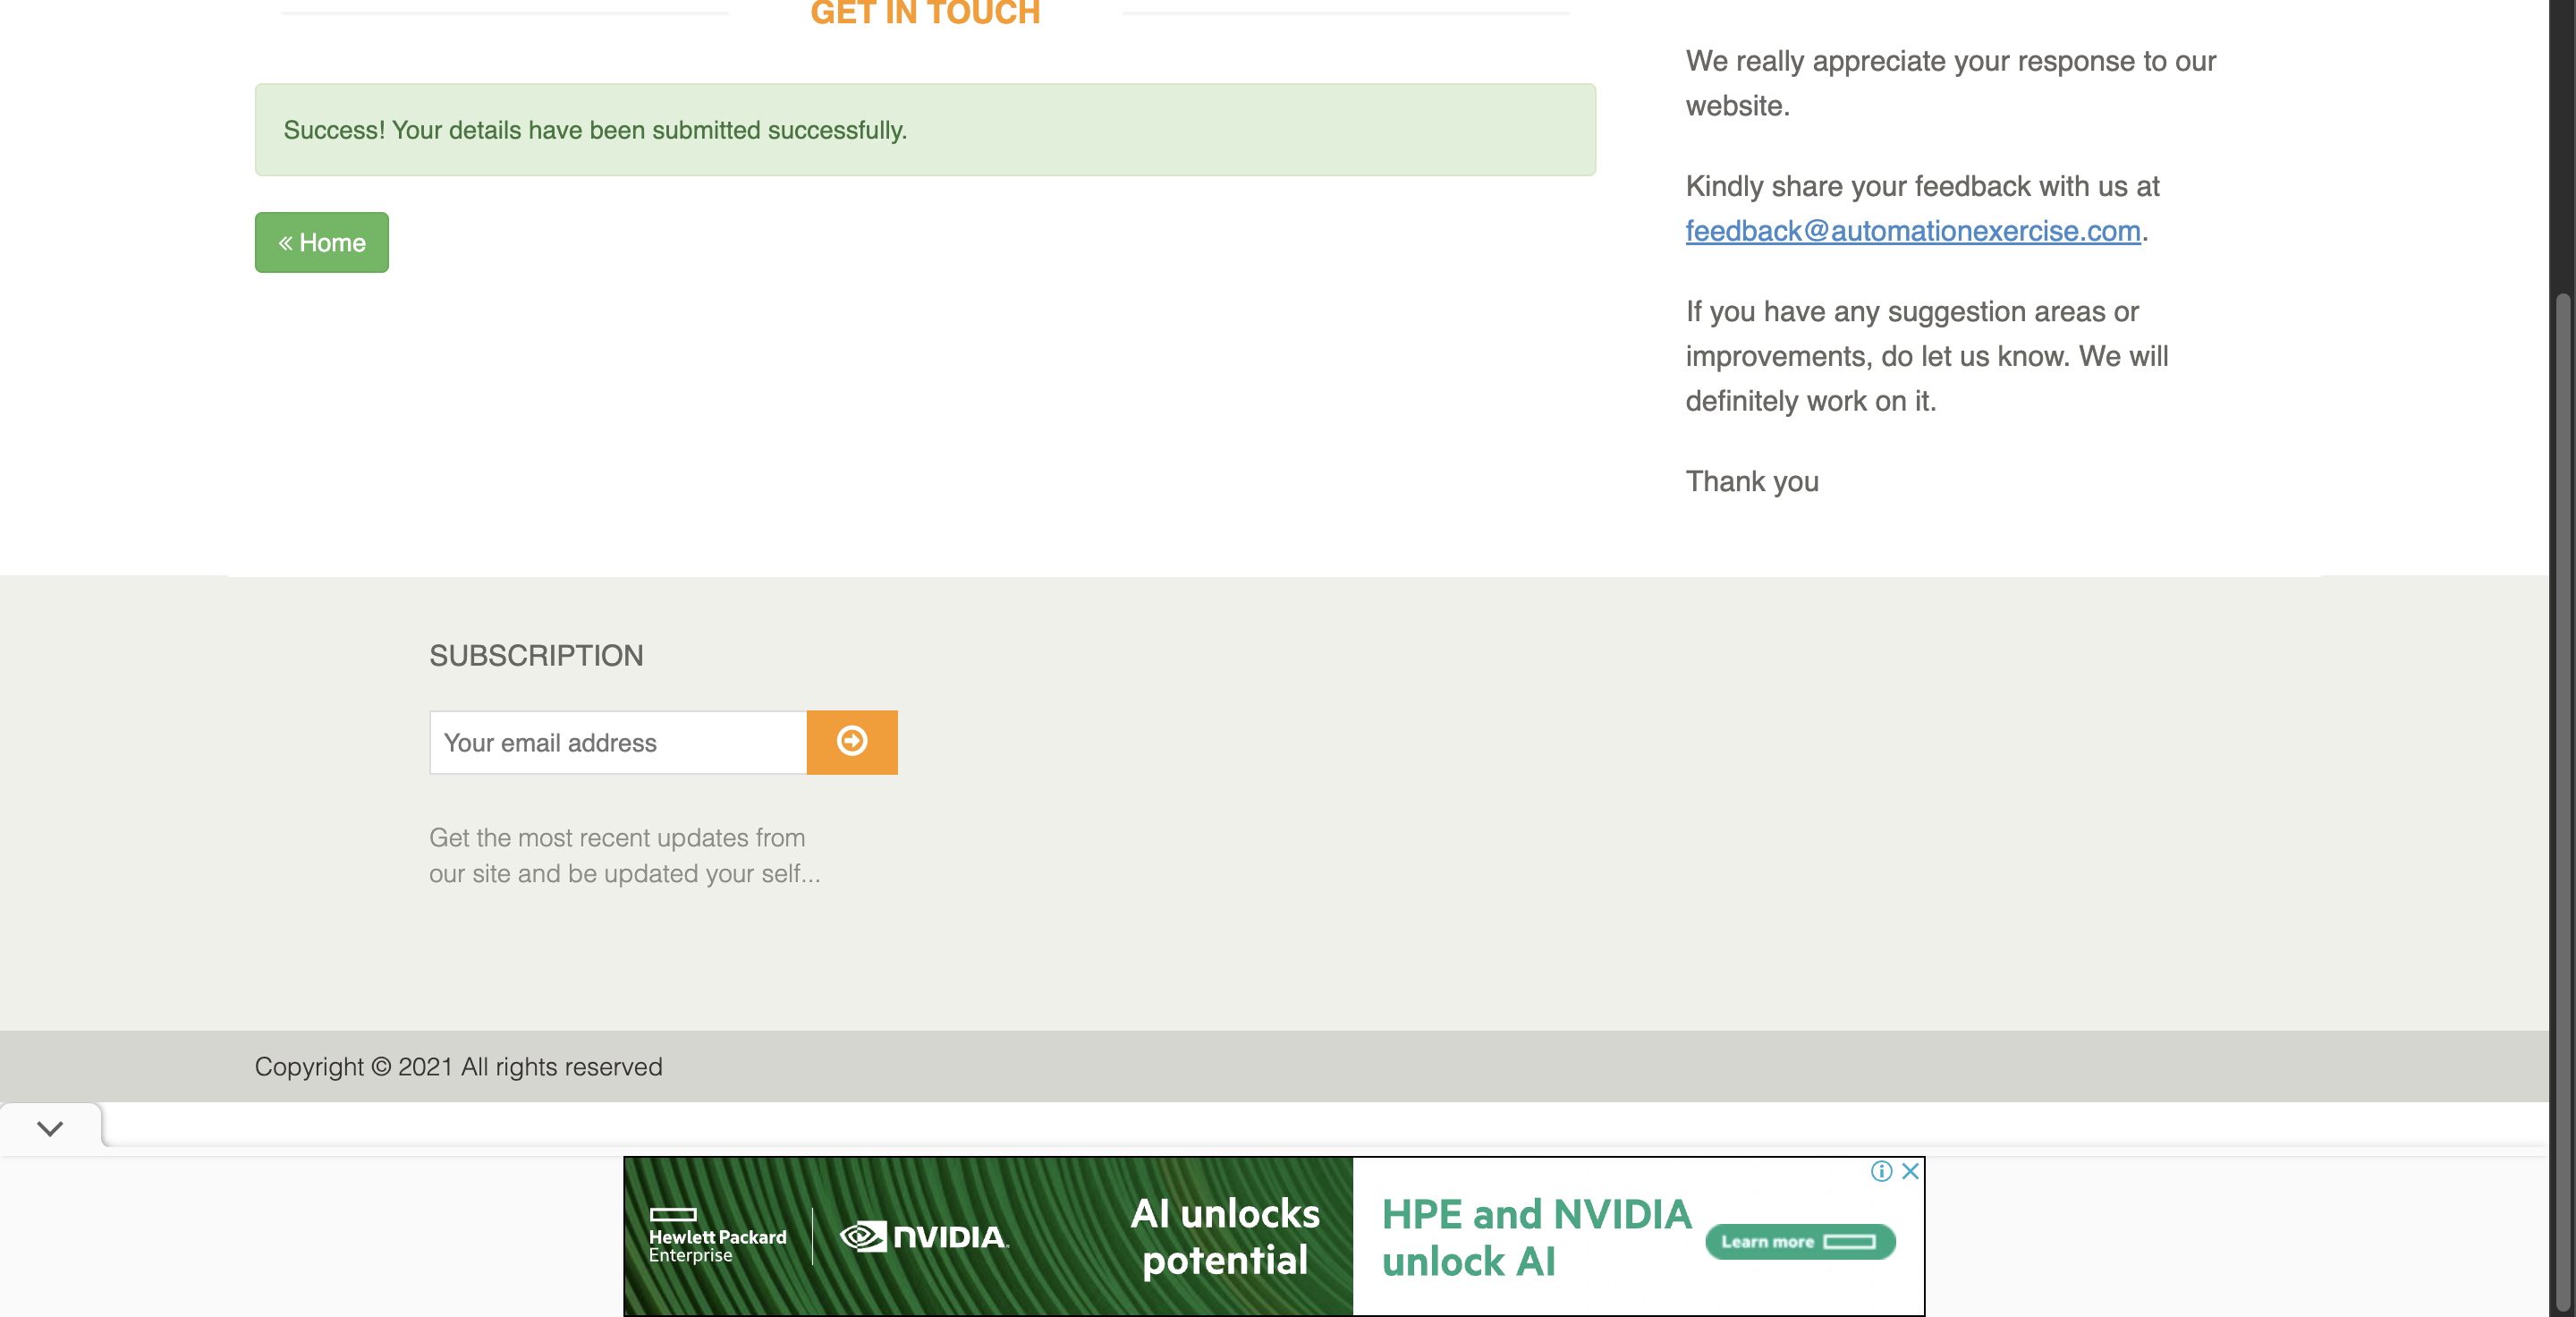 GET IN TOUCH
Success! Your details have been submitted successfully.
« Home
We really appreciate your response to our
website.
Kindly share your feedback with us at
feedback@automationexercise.com.
If you have any suggestion areas or
improvements, do let us know. We will
definitely work on it.
Thank you
SUBSCRIPTION
Your email address
Get the most recent updates from
our site and be updated your self...
Copyright © 2021 All rights reserved
Hewlett Packard
Enterprise
NVIDIA.
AI unlocks
potential
HPE and NVIDIA
unlock AI
Learn more